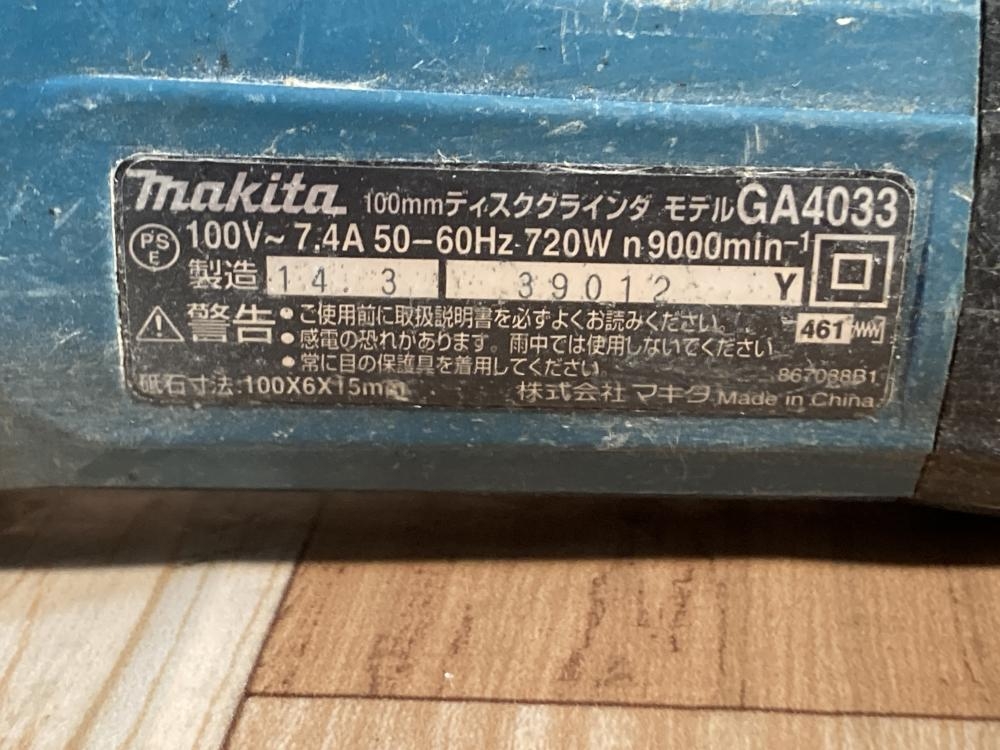 makita 100mmディスクグラインダ モデルGA4033
PSE 100V~ 7.4A 50-60Hz 720W n 9000min-1
製造 14.3 39012 Y
警告 • ご使用前に取扱説明書を必ずよくお読みください。
• 感電の恐れがあります。雨中では使用しないでください
• 常に目の保護具を着用してください。
461
867088B1
砥石寸法:100X6X15mm 株式会社 マキタ Made in China